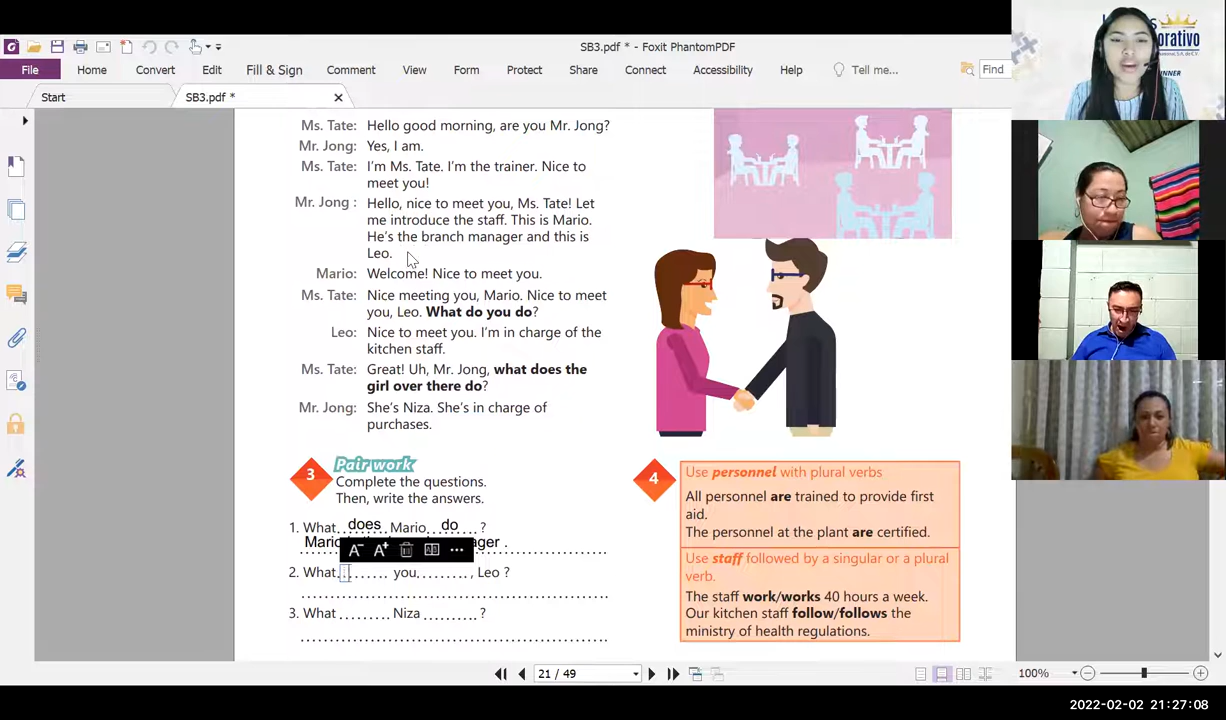 SB3.pdf * - Foxit PhantomPDF
File Home Convert Edit Fill & Sign Comment View Form Protect Share Connect Accessibility Help Tell me... Find
Start SB3.pdf *
orativo
Ms. Tate: Hello good morning, are you Mr. Jong?
Mr. Jong: Yes, I am.
Ms. Tate: I'm Ms. Tate. I'm the trainer. Nice to
meet you!
Mr. Jong : Hello, nice to meet you, Ms. Tate! Let
me introduce the staff. This is Mario.
He's the branch manager and this is
Leo.
Mario: Welcome! Nice to meet you.
Ms. Tate: Nice meeting you, Mario. Nice to meet
you, Leo. What do you do?
Leo: Nice to meet you. I'm in charge of the
kitchen staff.
Ms. Tate: Great! Uh, Mr. Jong, what does the
girl over there do?
Mr. Jong: She's Niza. She's in charge of
purchases.
3 Pair work
Complete the questions.
Then, write the answers.
1. What does Mario do ?
Mario ager .
2. What ........ you........., Leo ?
3. What ......... Niza ......... ?
4
Use personnel with plural verbs
All personnel are trained to provide first
aid.
The personnel at the plant are certified.
Use staff followed by a singular or a plural
verb.
The staff work/works 40 hours a week.
Our kitchen staff follow/follows the
ministry of health regulations.
21 / 49
100%
2022-02-02 21:27:08